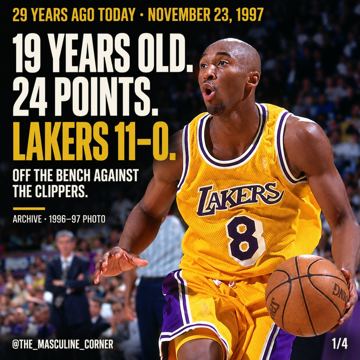 29 YEARS AGO TODAY • NOVEMBER 23, 1997
19 YEARS OLD.
24 POINTS.
LAKERS 11–0.
OFF THE BENCH AGAINST
THE CLIPPERS.
ARCHIVE • 1996–97 PHOTO
LAKERS
8
@THE_MASCULINE_CORNER
1/4